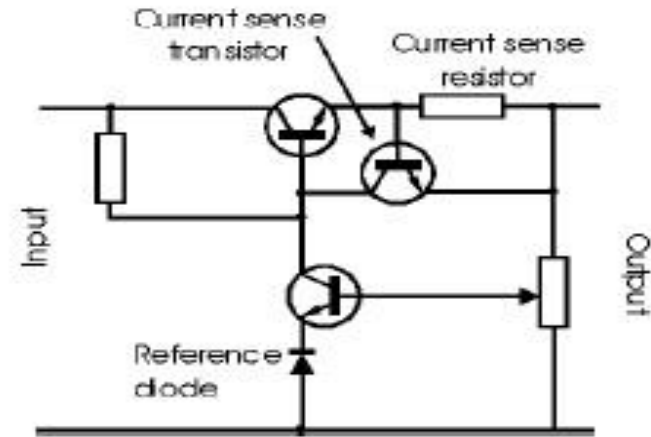 Current sense
transistor
Current sense
resistor
Input
Output
Reference
diode